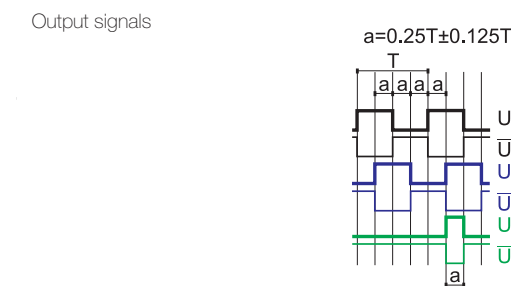 Output signals
a=0.25T±0.125T
T
a a a a
U
U̅
U
U̅
U
U̅
a